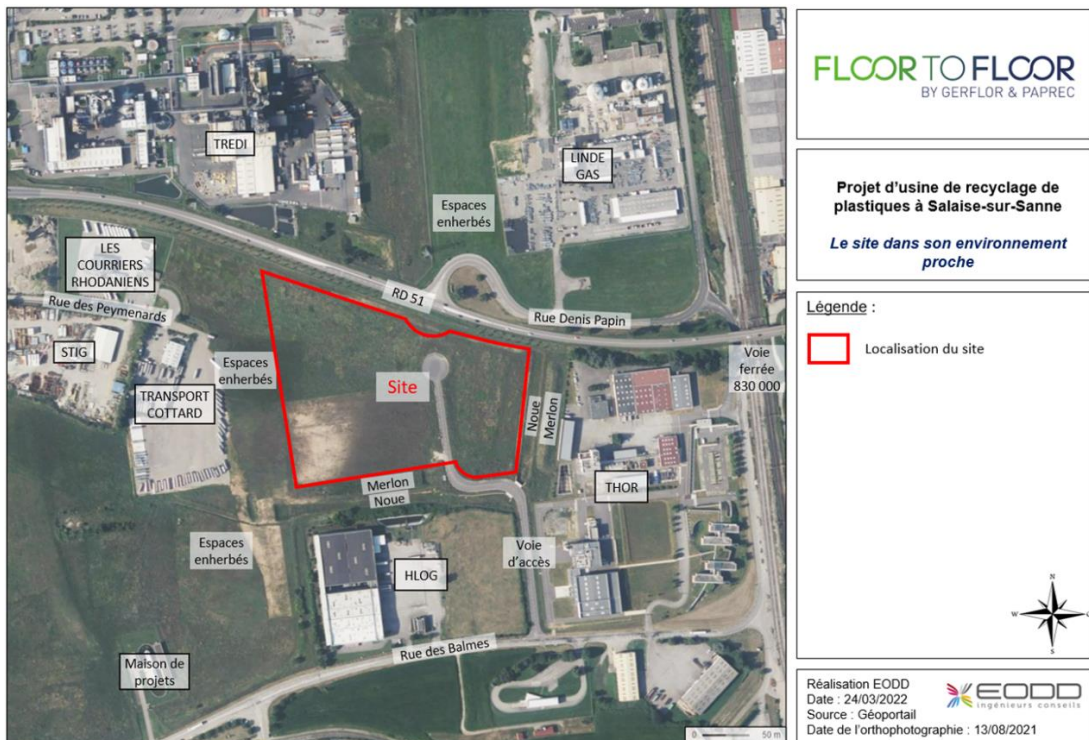 TREDI
LINDE
GAS
Espaces
enherbés
LES
COURRIERS
RHODANIENS
RD 51
Rue des Peymenards
Rue Denis Papin
STIG
Espaces
enherbés
Voie
ferrée
830 000
TRANSPORT
COTTARD
Site
Noue
Merlon
Merlon
Noue
THOR
Espaces
enherbés
Voie
d'accès
HLOG
Rue des Balmes
Maison de
projets
0 50 m
FLOOR TO FLOOR
BY GERFLOR & PAPREC
Projet d'usine de recyclage de
plastiques à Salaise-sur-Sanne
Le site dans son environnement
proche
Légende :
Localisation du site
N
W
S
Réalisation EODD
Date : 24/03/2022
Source : Géoportail
Date de l'orthophotographie : 13/08/2021
EODD
ingénieurs conseils